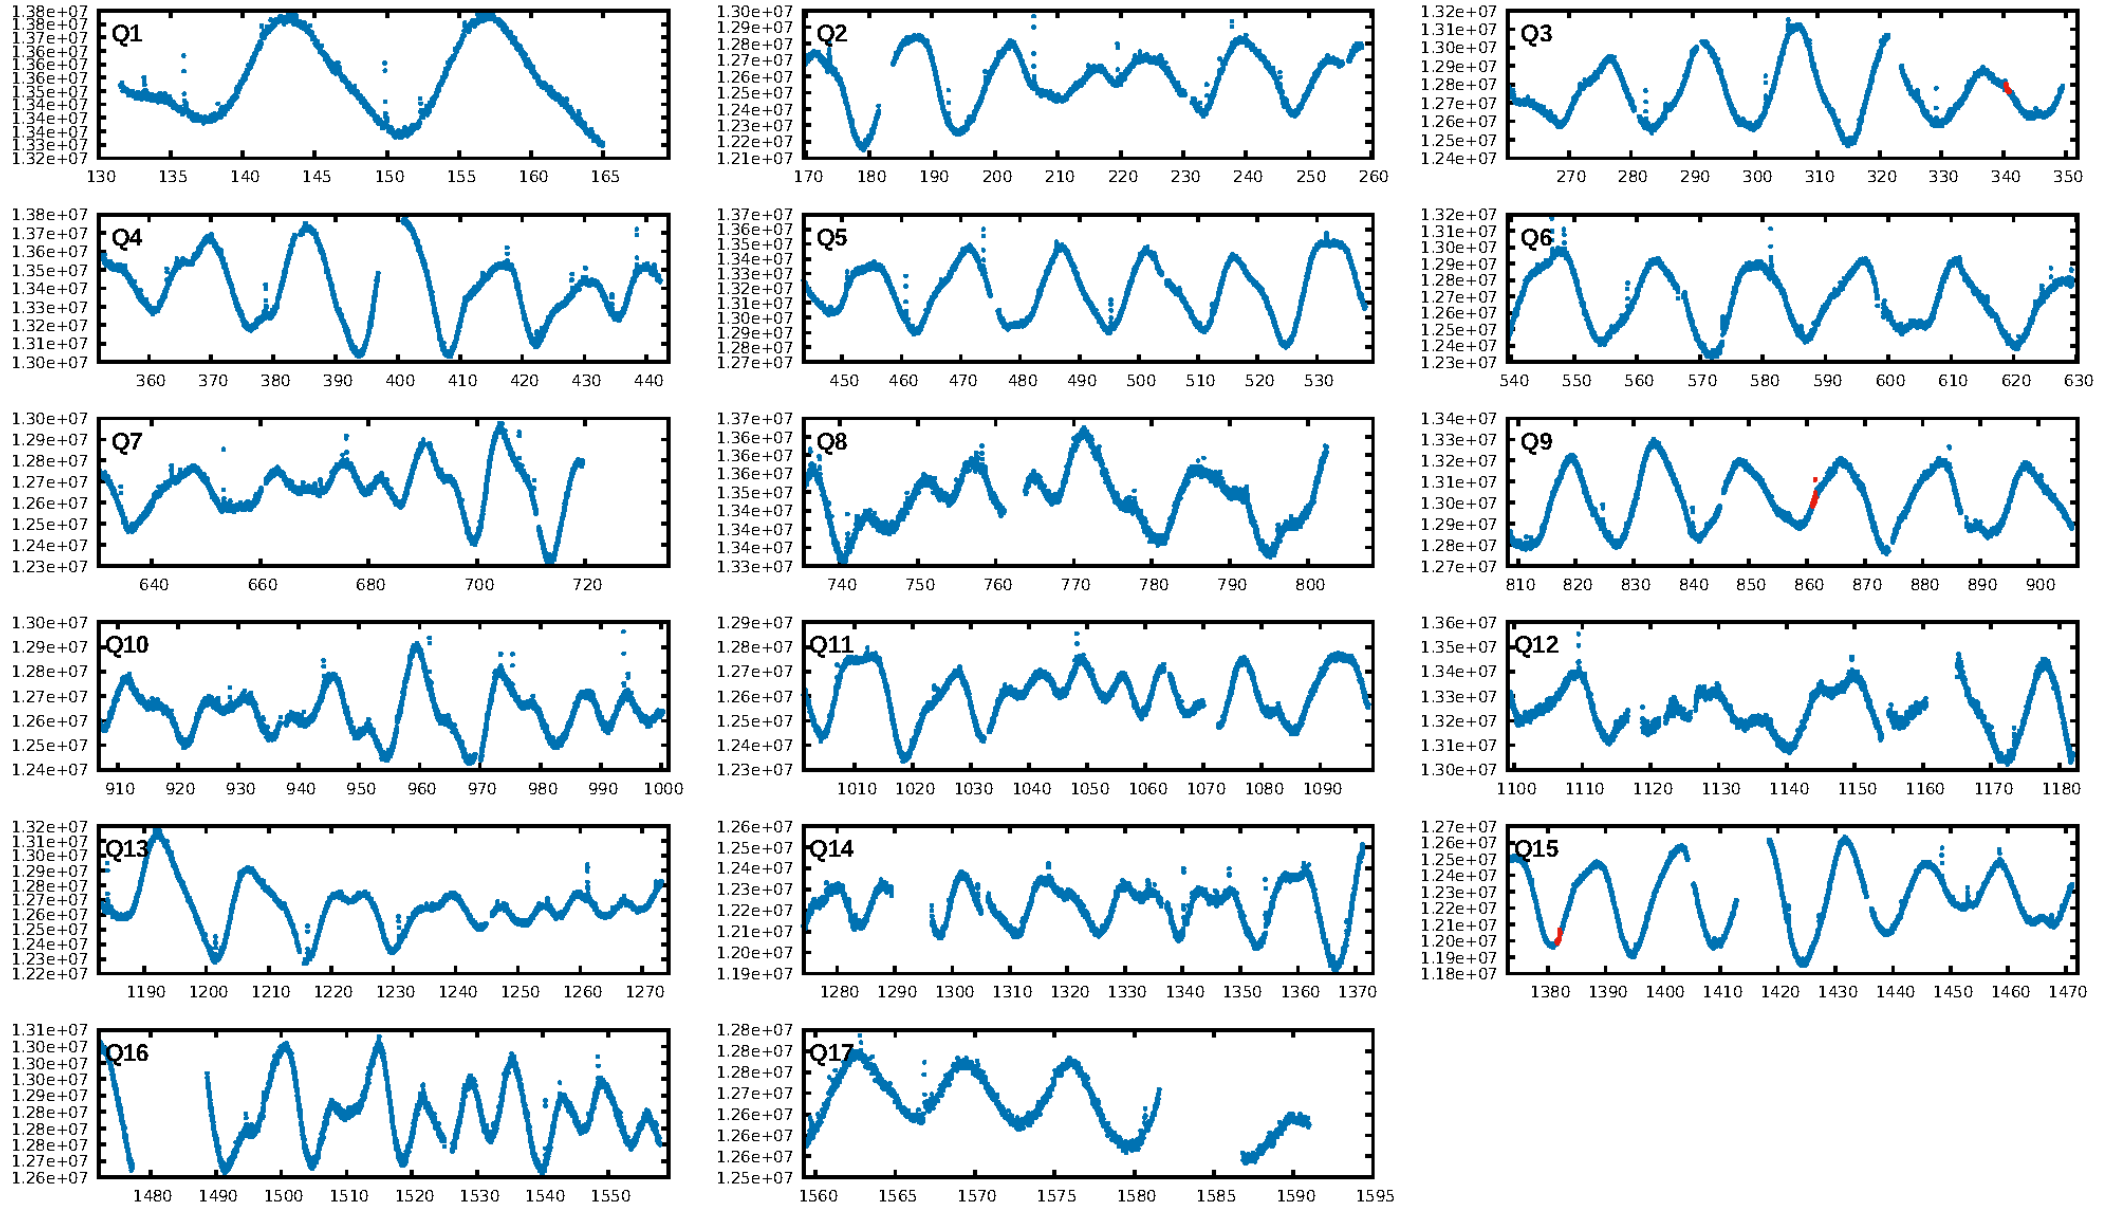 Q1
1.38e+07
1.38e+07
1.37e+07
1.36e+07
1.36e+07
1.36e+07
1.35e+07
1.34e+07
1.34e+07
1.34e+07
1.33e+07
1.32e+07
130 135 140 145 150 155 160 165
Q2
1.30e+07
1.29e+07
1.28e+07
1.27e+07
1.26e+07
1.25e+07
1.24e+07
1.23e+07
1.22e+07
1.21e+07
170 180 190 200 210 220 230 240 250 260
Q3
1.32e+07
1.31e+07
1.30e+07
1.29e+07
1.28e+07
1.27e+07
1.26e+07
1.25e+07
1.24e+07
270 280 290 300 310 320 330 340 350
Q4
1.38e+07
1.37e+07
1.36e+07
1.35e+07
1.34e+07
1.33e+07
1.32e+07
1.31e+07
1.30e+07
360 370 380 390 400 410 420 430 440
Q5
1.37e+07
1.36e+07
1.35e+07
1.34e+07
1.33e+07
1.32e+07
1.31e+07
1.30e+07
1.29e+07
1.28e+07
1.27e+07
450 460 470 480 490 500 510 520 530
Q6
1.32e+07
1.31e+07
1.30e+07
1.29e+07
1.28e+07
1.27e+07
1.26e+07
1.25e+07
1.24e+07
1.23e+07
540 550 560 570 580 590 600 610 620 630
Q7
1.30e+07
1.29e+07
1.28e+07
1.27e+07
1.26e+07
1.25e+07
1.24e+07
1.23e+07
640 660 680 700 720
Q8
1.37e+07
1.36e+07
1.36e+07
1.36e+07
1.35e+07
1.34e+07
1.34e+07
1.34e+07
1.33e+07
740 750 760 770 780 790 800
Q9
1.34e+07
1.33e+07
1.32e+07
1.31e+07
1.30e+07
1.29e+07
1.28e+07
1.27e+07
810 820 830 840 850 860 870 880 890 900
Q10
1.30e+07
1.29e+07
1.28e+07
1.27e+07
1.26e+07
1.25e+07
1.24e+07
910 920 930 940 950 960 970 980 990 1000
Q11
1.29e+07
1.28e+07
1.27e+07
1.26e+07
1.25e+07
1.24e+07
1.23e+07
1010 1020 1030 1040 1050 1060 1070 1080 1090
Q12
1.36e+07
1.35e+07
1.34e+07
1.33e+07
1.32e+07
1.31e+07
1.30e+07
1100 1110 1120 1130 1140 1150 1160 1170 1180
Q13
1.32e+07
1.31e+07
1.30e+07
1.29e+07
1.28e+07
1.27e+07
1.26e+07
1.25e+07
1.24e+07
1.23e+07
1.22e+07
1190 1200 1210 1220 1230 1240 1250 1260 1270
Q14
1.26e+07
1.25e+07
1.24e+07
1.23e+07
1.22e+07
1.21e+07
1.20e+07
1.19e+07
1280 1290 1300 1310 1320 1330 1340 1350 1360 1370
Q15
1.27e+07
1.26e+07
1.25e+07
1.24e+07
1.23e+07
1.22e+07
1.21e+07
1.20e+07
1.19e+07
1.18e+07
1380 1390 1400 1410 1420 1430 1440 1450 1460 1470
Q16
1.31e+07
1.30e+07
1.30e+07
1.30e+07
1.29e+07
1.28e+07
1.28e+07
1.28e+07
1.27e+07
1.26e+07
1480 1490 1500 1510 1520 1530 1540 1550
Q17
1.28e+07
1.28e+07
1.28e+07
1.27e+07
1.26e+07
1.26e+07
1.26e+07
1.25e+07
1560 1565 1570 1575 1580 1585 1590 1595